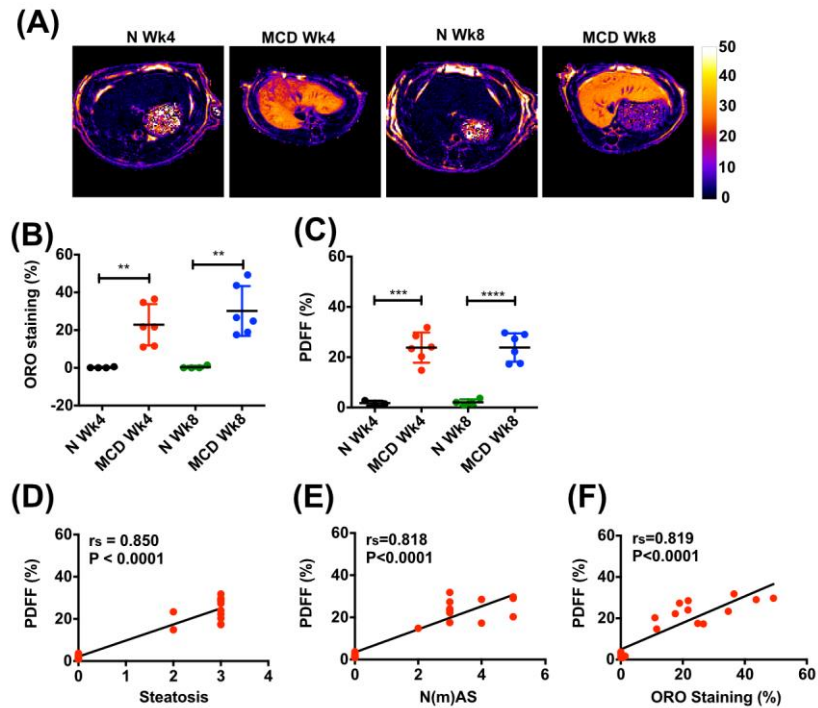 (A)
N Wk4 MCD Wk4 N Wk8 MCD Wk8
50
40
30
20
10
0
(B)
ORO staining (%)
60
40
20
0
-20
** **
N Wk4 MCD Wk4 N Wk8 MCD Wk8
(C)
PDFF (%)
60
40
20
0
*** ****
N Wk4 MCD Wk4 N Wk8 MCD Wk8
(D)
rs = 0.850
P < 0.0001
PDFF (%)
60
40
20
0
0 1 2 3 4
Steatosis
(E)
rs=0.818
P<0.0001
PDFF (%)
60
40
20
0
0 2 4 6
N(m)AS
(F)
rs=0.819
P<0.0001
PDFF (%)
60
40
20
0
0 20 40 60
ORO Staining (%)